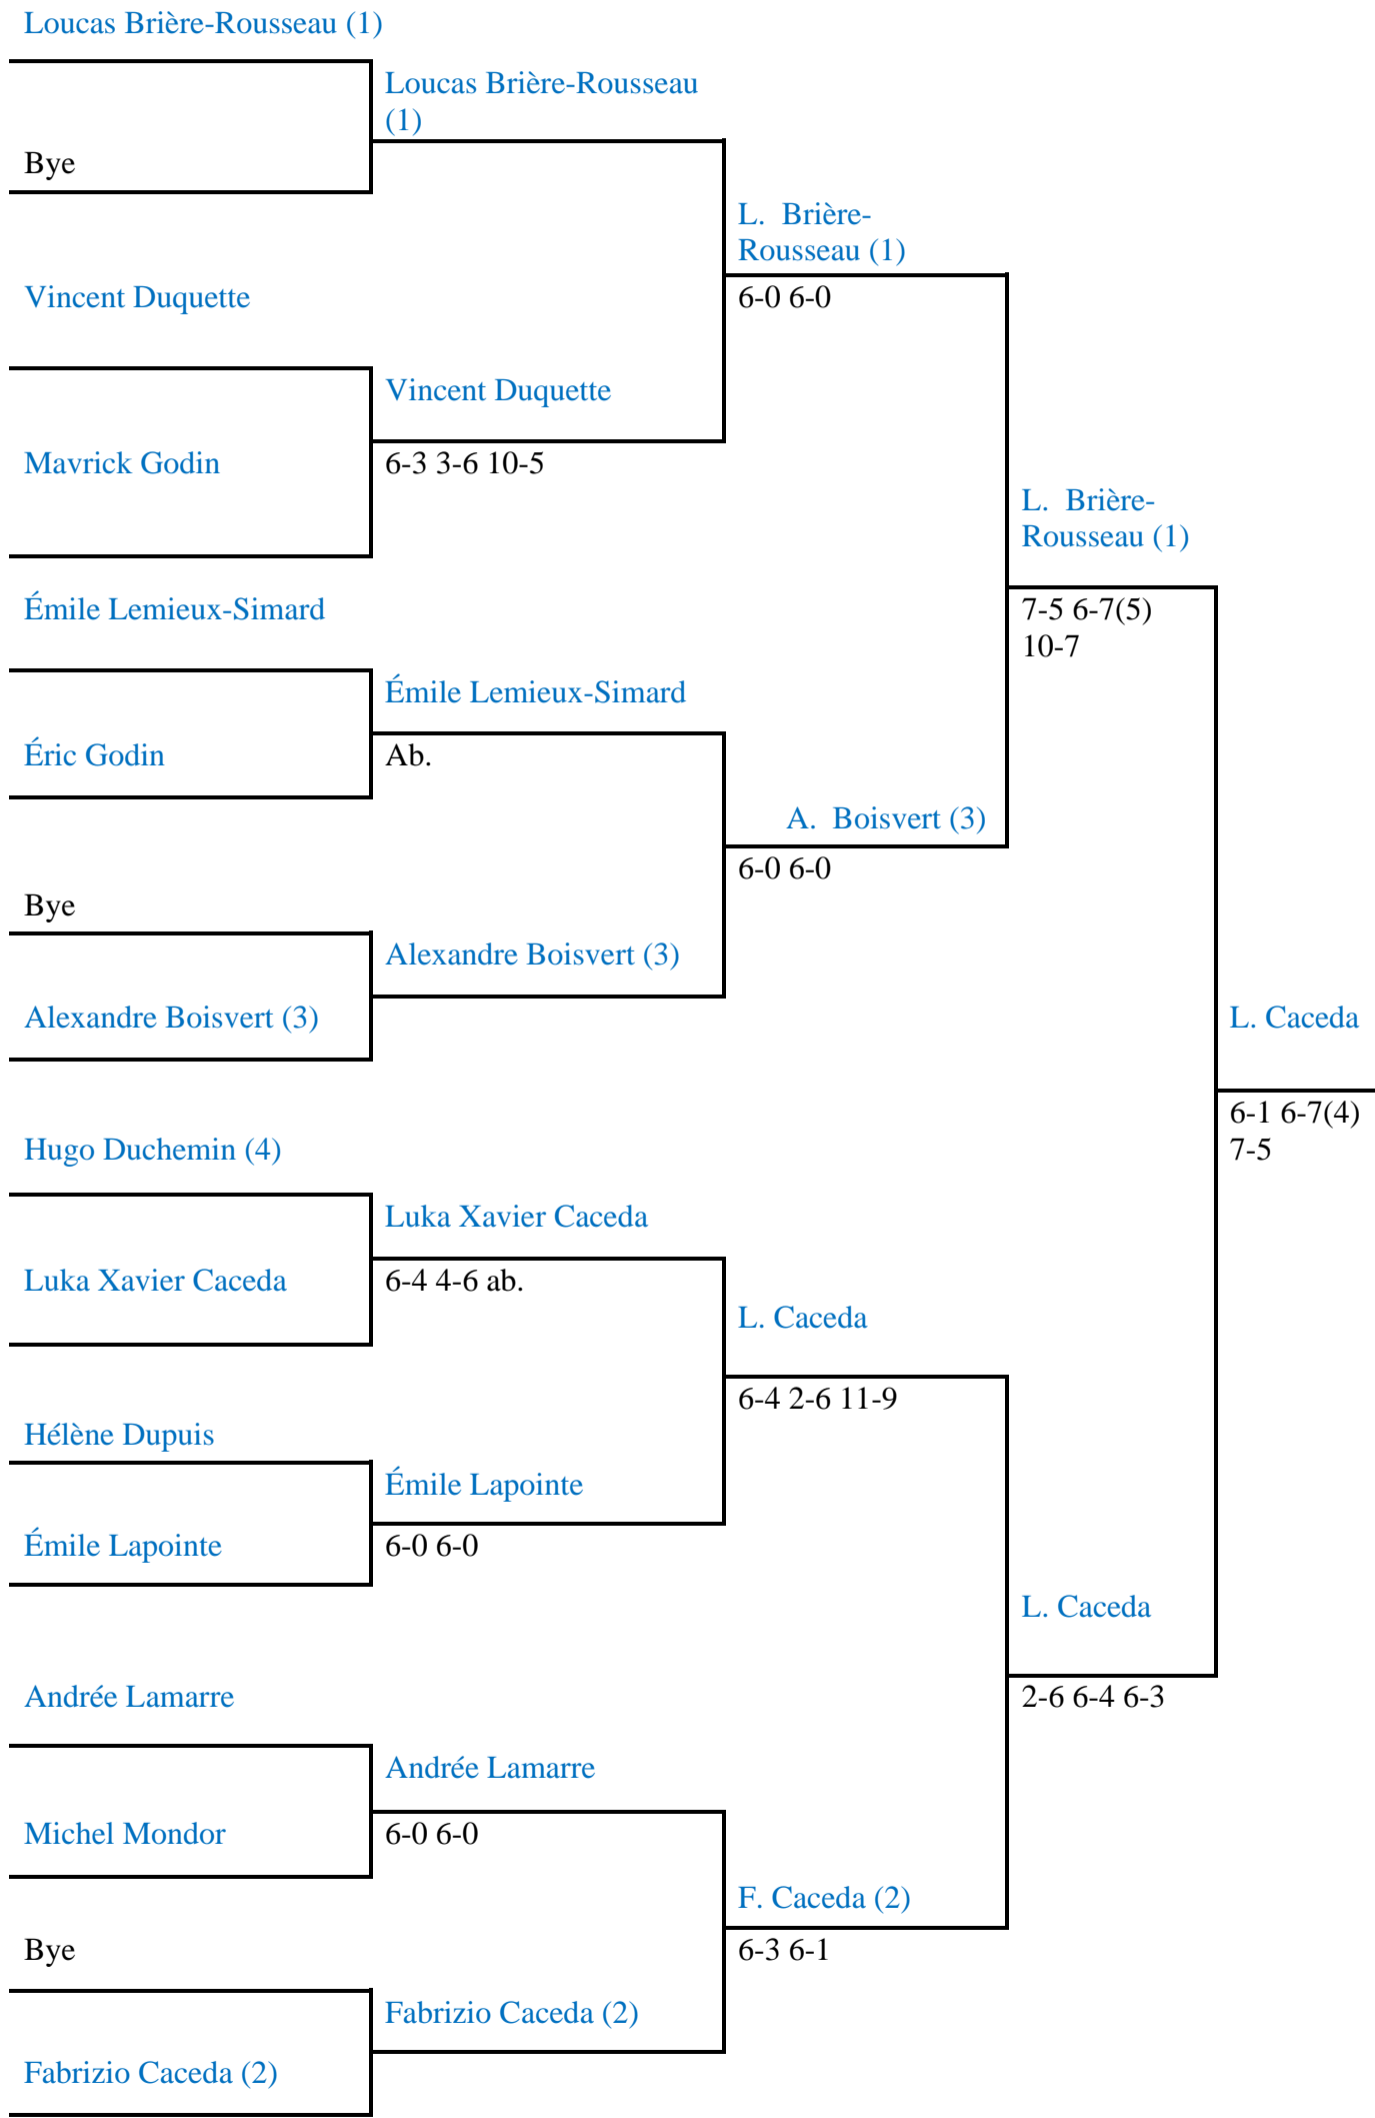 Loucas Brière-Rousseau (1)
Loucas Brière-Rousseau
(1)
Bye
L.  Brière-
Rousseau (1)
Vincent Duquette
6-0 6-0
Vincent Duquette
Mavrick Godin
6-3 3-6 10-5
L.  Brière-
Rousseau (1)
Émile Lemieux-Simard
7-5 6-7(5)
10-7
Émile Lemieux-Simard
Éric Godin
Ab.
A.  Boisvert (3)
6-0 6-0
Bye
Alexandre Boisvert (3)
Alexandre Boisvert (3)
L. Caceda
6-1 6-7(4)
7-5
Hugo Duchemin (4)
Luka Xavier Caceda
Luka Xavier Caceda
6-4 4-6 ab.
L. Caceda
6-4 2-6 11-9
Hélène Dupuis
Émile Lapointe
Émile Lapointe
6-0 6-0
L. Caceda
2-6 6-4 6-3
Andrée Lamarre
Andrée Lamarre
Michel Mondor
6-0 6-0
F. Caceda (2)
6-3 6-1
Bye
Fabrizio Caceda (2)
Fabrizio Caceda (2)